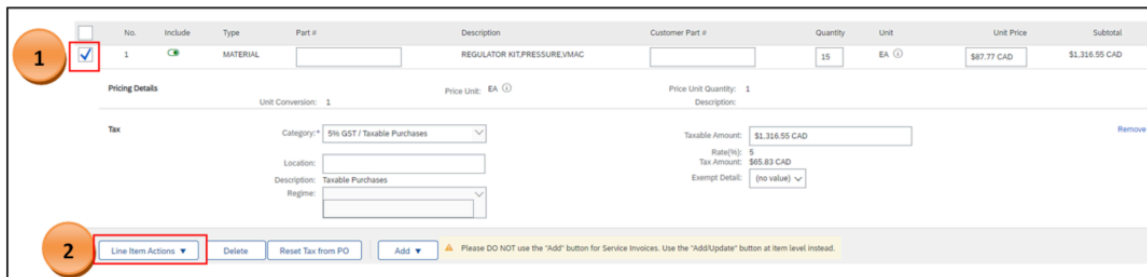 No. Include Type Part # Description Customer Part # Quantity Unit Unit Price Subtotal
1
1 MATERIAL REGULATOR KIT,PRESSURE,VMAC 15 EA $87.77 CAD $1,316.55 CAD
Pricing Details Price Unit: EA Price Unit Quantity: 1
Unit Conversion: 1 Description:
Tax Category:* 5% GST / Taxable Purchases Taxable Amount: $1,316.55 CAD Remove
Rate(%): 5
Location: Tax Amount: $65.83 CAD
Description: Taxable Purchases Exempt Detail: (no value)
Regime:
2
Line Item Actions ▼ Delete Reset Tax from PO Add ▼ Please DO NOT use the "Add" button for Service Invoices. Use the "Add/Update" button at item level instead.